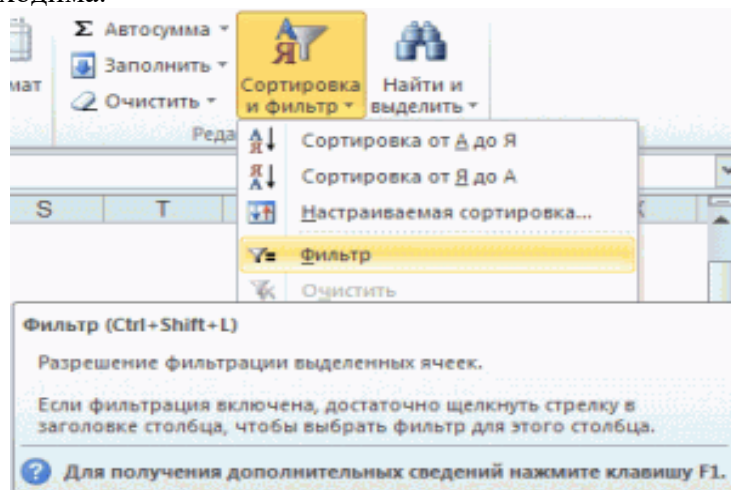 ходима.
Σ Автосумма
Заполнить
мат
Сортировка
и фильтр
Найти и
выделить
Очистить
Реда
Сортировка от А до Я
Сортировка от Я до А
S T
Настраиваемая сортировка...
Фильтр
Очистить
Фильтр (Ctrl+Shift+L)
Разрешение фильтрации выделенных ячеек.
Если фильтрация включена, достаточно щелкнуть стрелку в
заголовке столбца, чтобы выбрать фильтр для этого столбца.
Для получения дополнительных сведений нажмите клавишу F1.